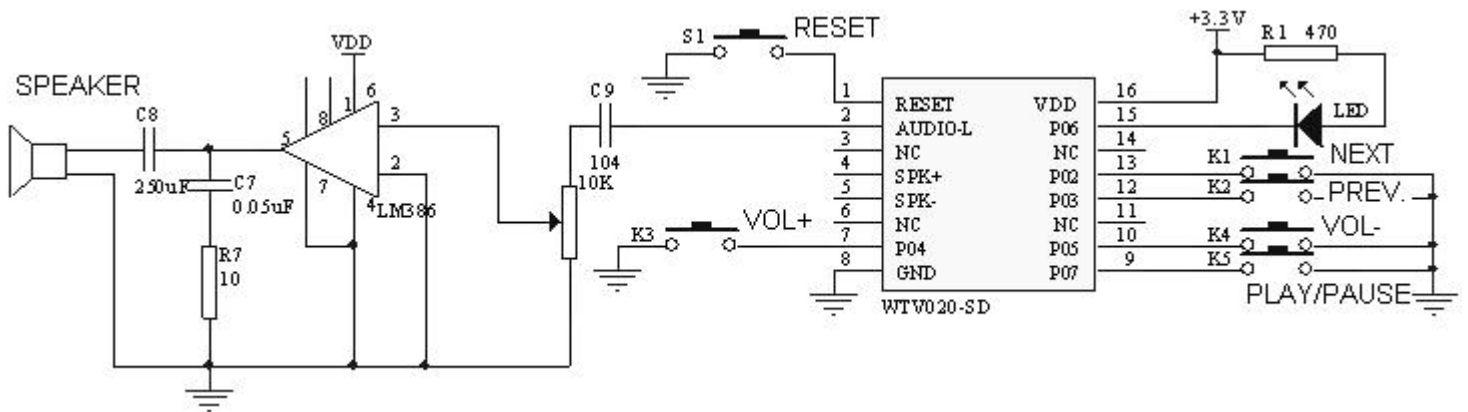 SPEAKER
C8
250uF
C7
0.05uF
R7
10
VDD
6
1
8
5
7
4
3
2
LM386
C9
104
10K
S1 RESET
K3 VOL+
1 RESET
2 AUDIO-L
3 NC
4 SPK+
5 SPK-
6 NC
7 P04
8 GND
VDD 16
P06 15
NC 14
P02 13
P03 12
NC 11
P05 10
P07 9
WTV020-SD
+3.3V
R1 470
LED
K1 NEXT
K2 PREV.
K4 VOL-
K5
PLAY/PAUSE